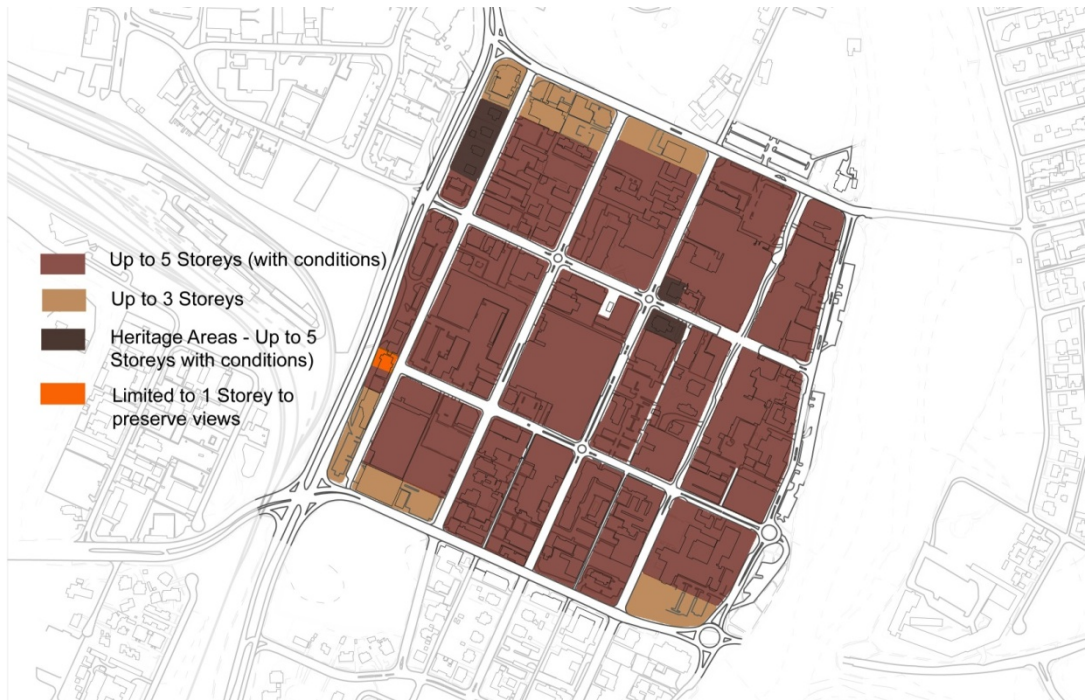 Up to 5 Storeys (with conditions)
Up to 3 Storeys
Heritage Areas - Up to 5
Storeys with conditions)
Limited to 1 Storey to
preserve views